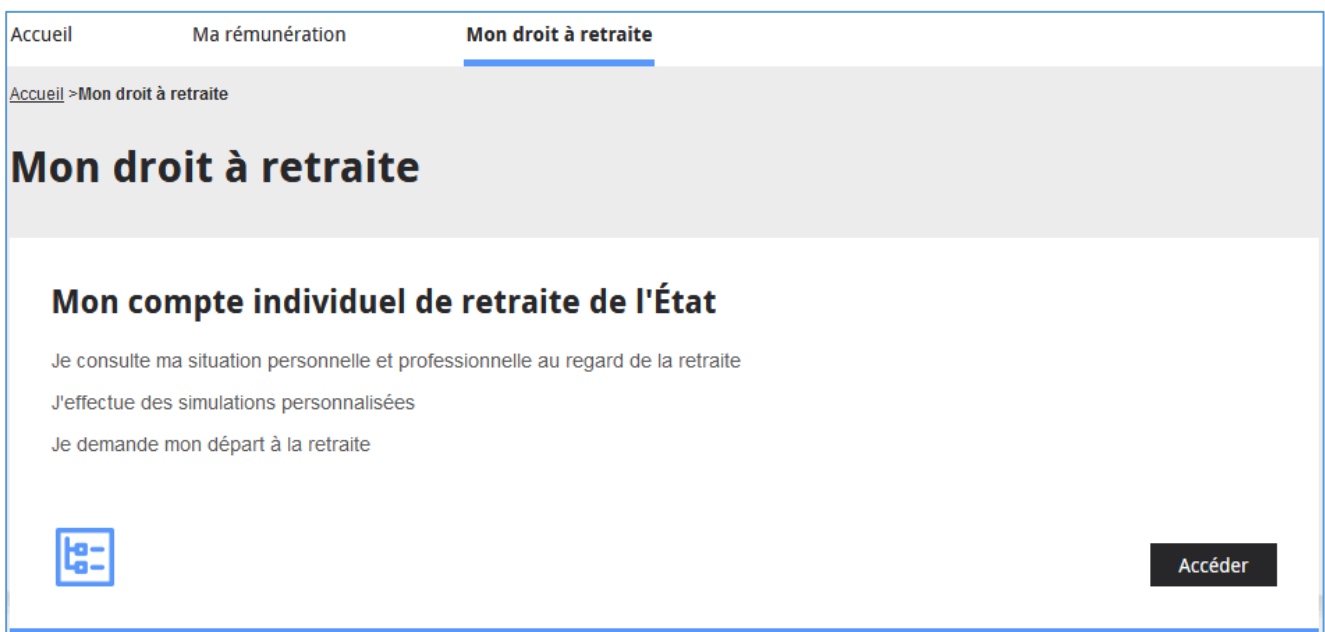 Accueil Ma rémunération Mon droit à retraite
Accueil >Mon droit à retraite
Mon droit à retraite
Mon compte individuel de retraite de l'État
Je consulte ma situation personnelle et professionnelle au regard de la retraite
J'effectue des simulations personnalisées
Je demande mon départ à la retraite
Accéder